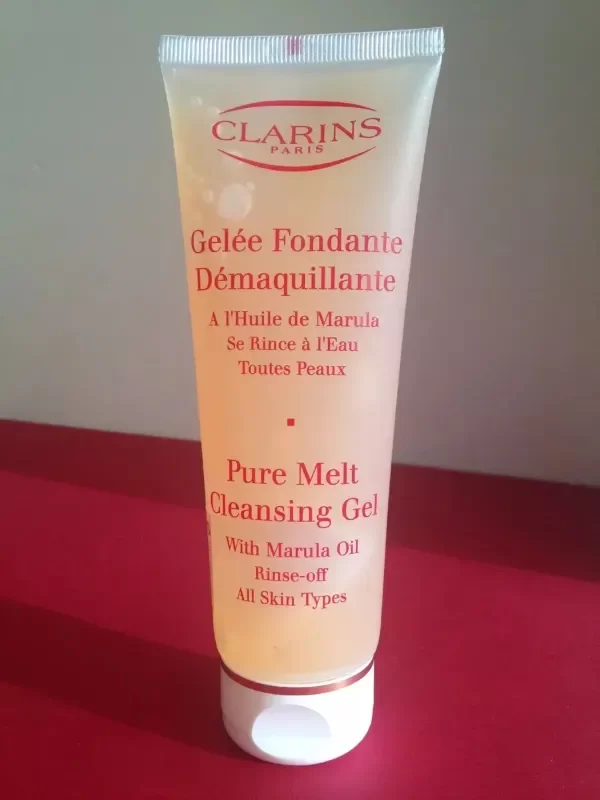 CLARINS
PARIS
Gelée Fondante
Démaquillante
A l'Huile de Marula
Se Rince à l'Eau
Toutes Peaux
Pure Melt
Cleansing Gel
With Marula Oil
Rinse-off
All Skin Types